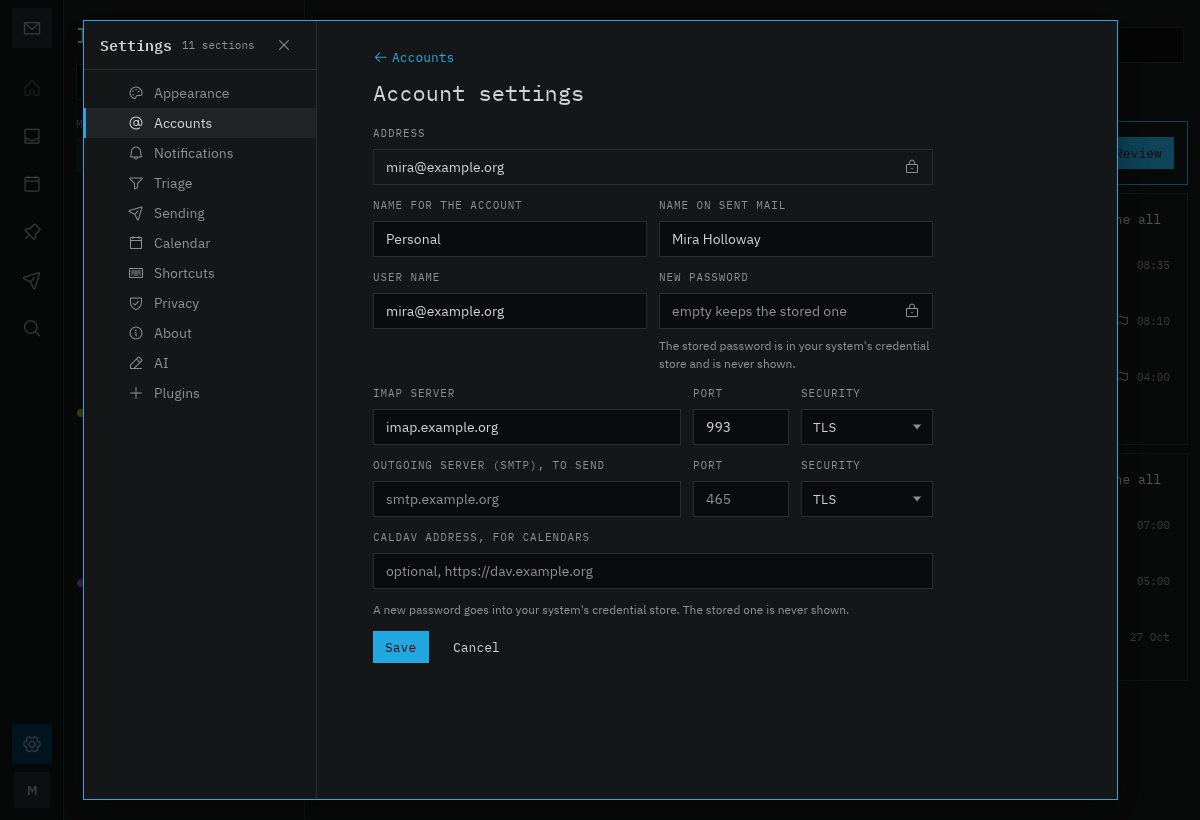 Settings 11 sections
Appearance
Accounts
Notifications
Triage
Sending
Calendar
Shortcuts
Privacy
About
AI
Plugins
← Accounts
Account settings
ADDRESS
mira@example.org
NAME FOR THE ACCOUNT NAME ON SENT MAIL
Personal Mira Holloway
USER NAME NEW PASSWORD
mira@example.org empty keeps the stored one
The stored password is in your system's credential
store and is never shown.
IMAP SERVER PORT SECURITY
imap.example.org 993 TLS
OUTGOING SERVER (SMTP), TO SEND PORT SECURITY
smtp.example.org 465 TLS
CALDAV ADDRESS, FOR CALENDARS
optional, https://dav.example.org
A new password goes into your system's credential store. The stored one is never shown.
Save Cancel
Review
all
08:35
08:10
04:00
all
07:00
05:00
27 Oct
M